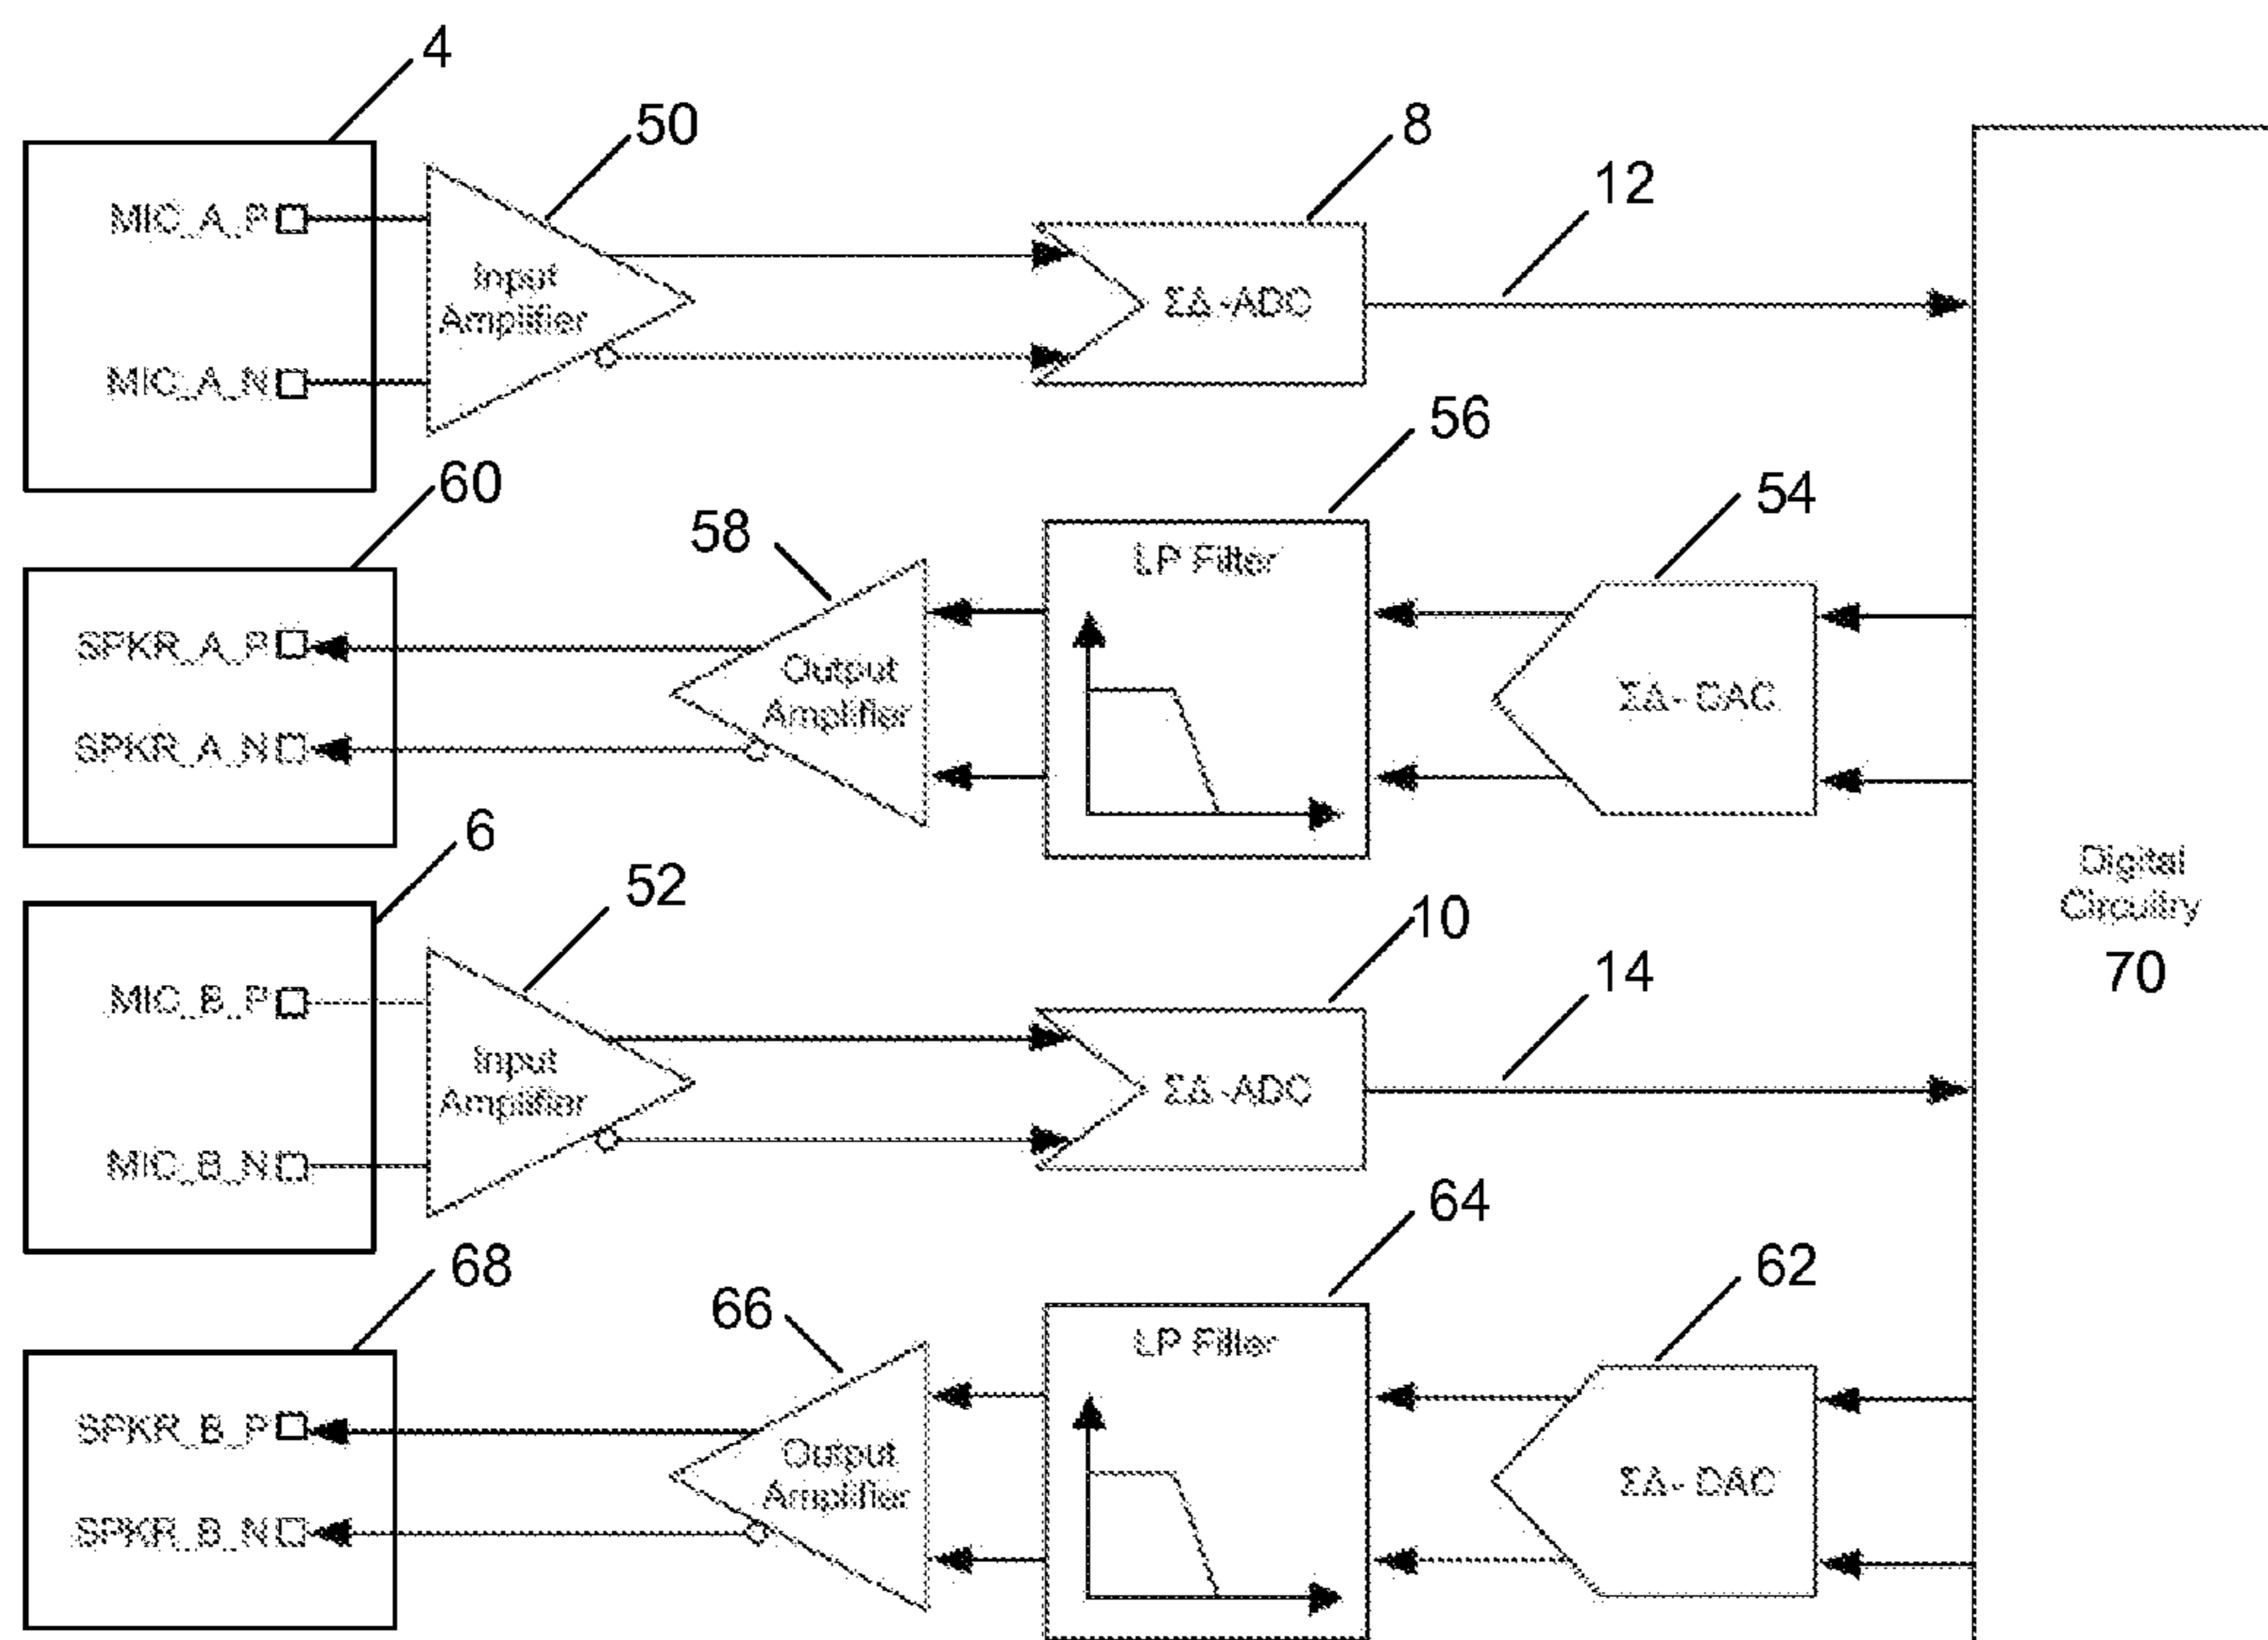 4
50
8
12
MIC_A_P
Input
Amplifier
ΣΔ -ADC
MIC_A_N
56
60
54
58
LP Filter
SPKR_A_P
Output
Amplifier
ΣΔ- DAC
SPKR_A_N
6
52
Digital
Circuitry
70
10
14
MIC_B_P
Input
Amplifier
ΣΔ -ADC
MIC_B_N
64
68
62
66
LP Filter
SPKR_B_P
Output
Amplifier
ΣΔ- DAC
SPKR_B_N